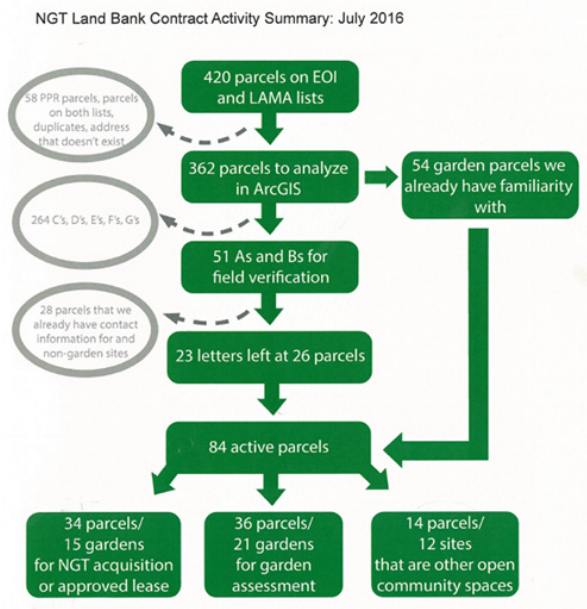 NGT Land Bank Contract Activity Summary: July 2016
420 parcels on EOI
and LAMA lists
58 PPR parcels, parcels
on both lists,
duplicates, address
that doesn't exist
362 parcels to analyze
in ArcGIS
54 garden parcels we
already have familiarity
with
264 C's, D's, E's, F's, G's
51 As and Bs for
field verification
28 parcels that we
already have contact
information for and
non-garden sites
23 letters left at 26 parcels
84 active parcels
34 parcels/
15 gardens
for NGT acquisition
or approved lease
36 parcels/
21 gardens
for garden
assessment
14 parcels/
12 sites
that are other open
community spaces